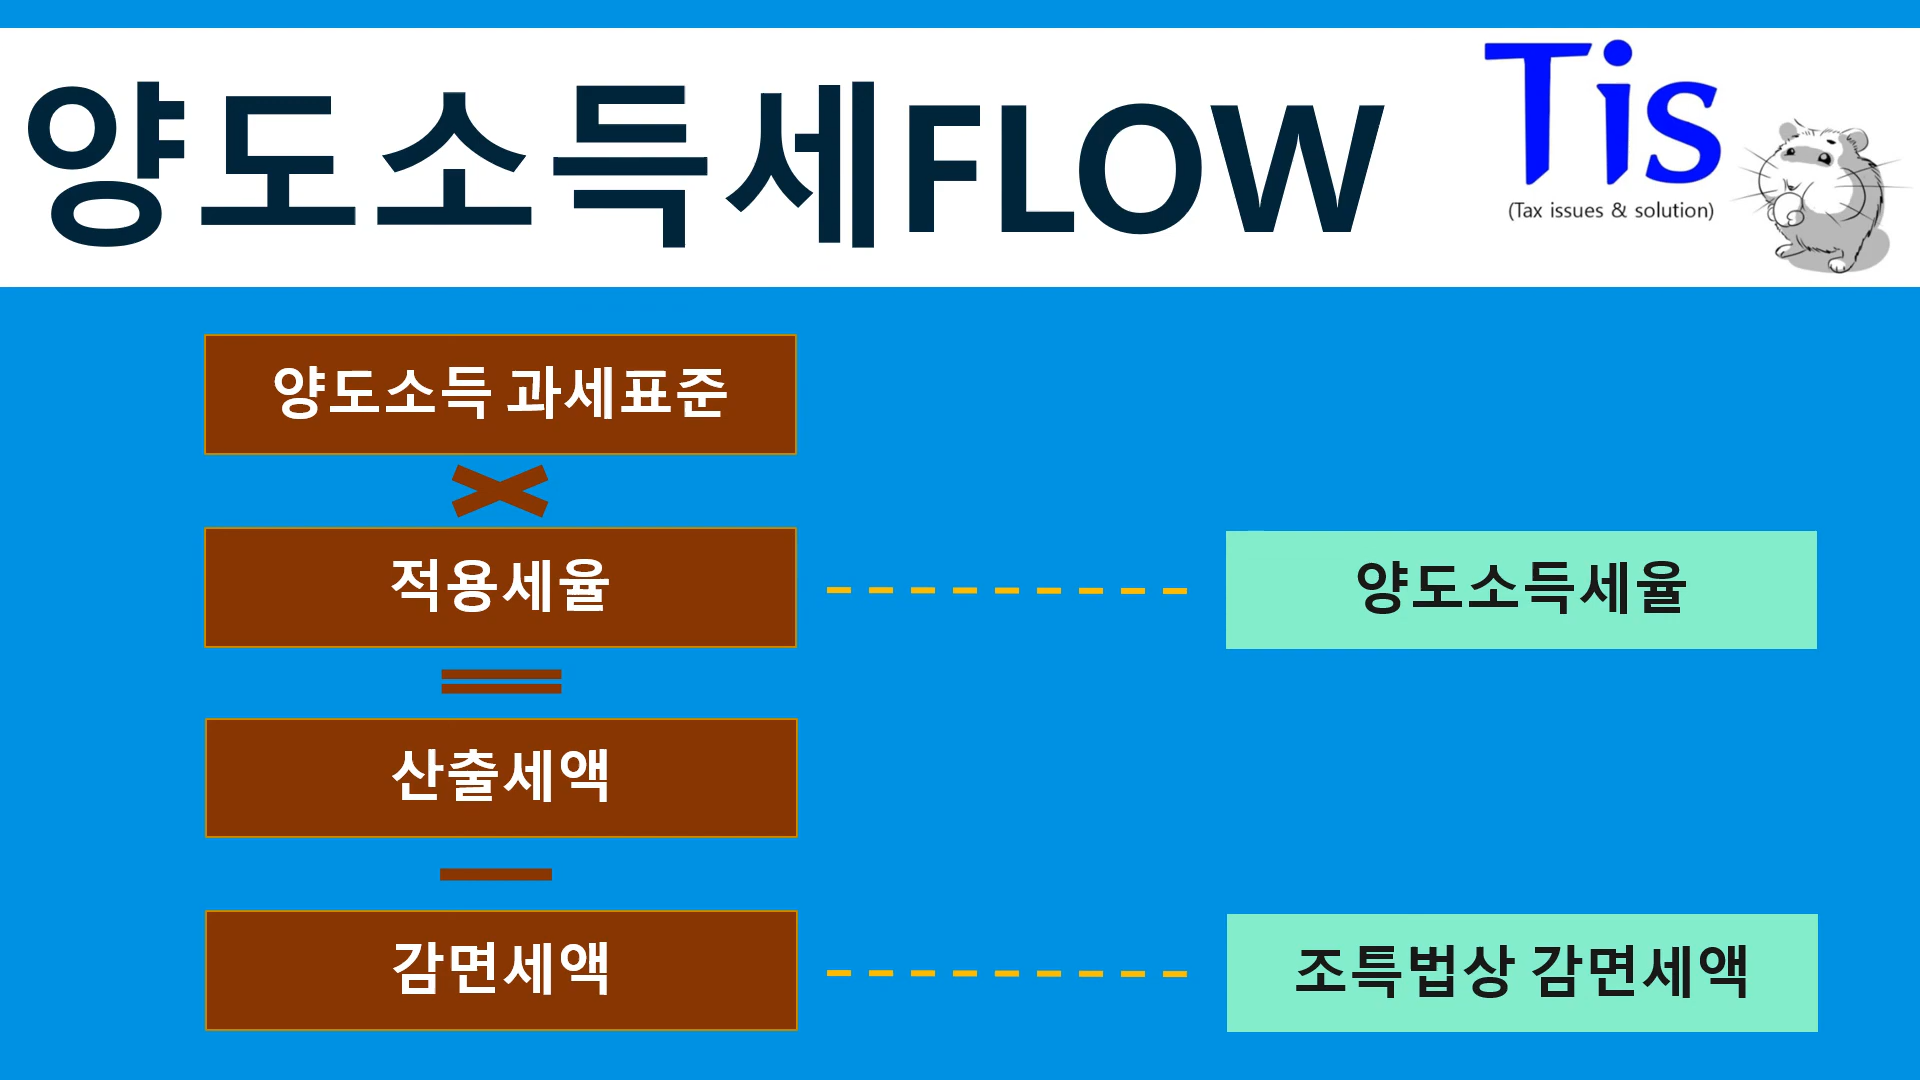 양도소득세FLOW
Tis
(Tax issues & solution)
양도소득 과세표준
적용세율
양도소득세율
산출세액
감면세액
조특법상 감면세액